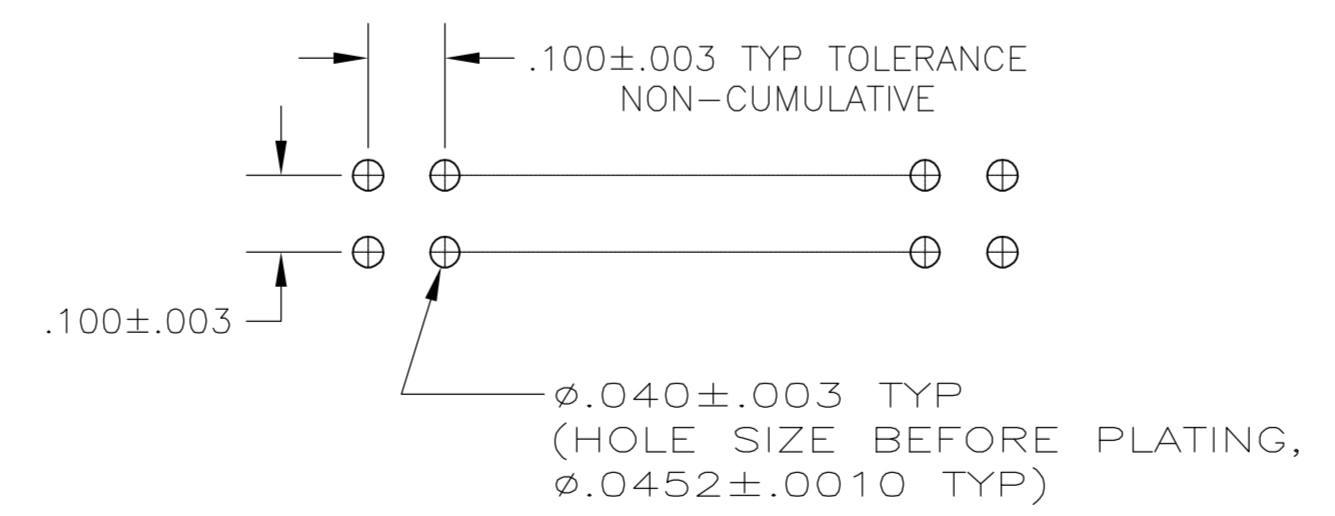 .100±.003 TYP TOLERANCE
NON-CUMULATIVE
.100±.003
⌀.040±.003 TYP
(HOLE SIZE BEFORE PLATING,
⌀.0452±.0010 TYP)